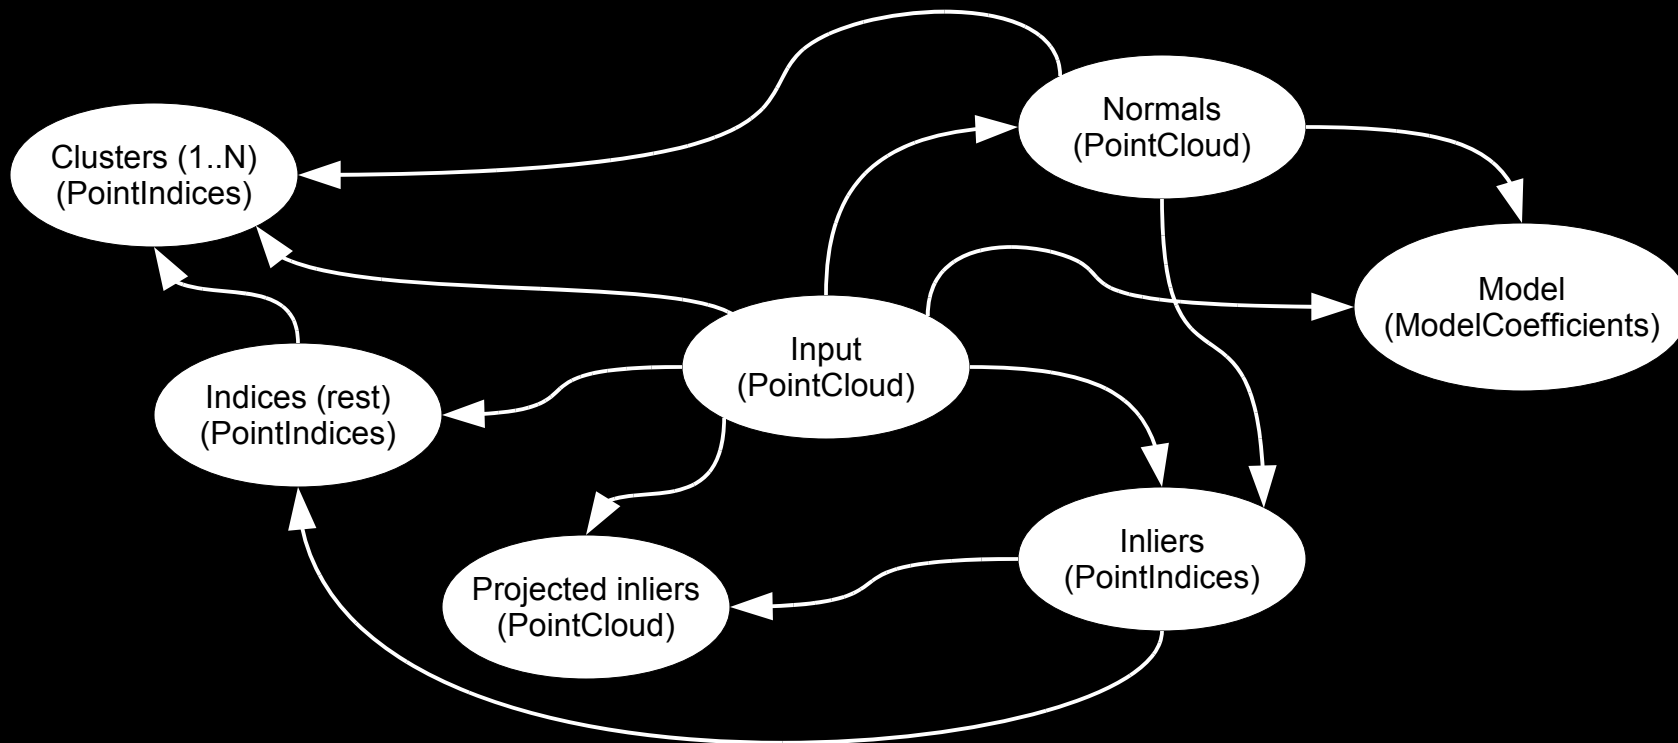 Normals
(PointCloud)
Clusters (1..N)
(PointIndices)
Model
(ModelCoefficients)
Input
(PointCloud)
Indices (rest)
(PointIndices)
Inliers
(PointIndices)
Projected inliers
(PointCloud)